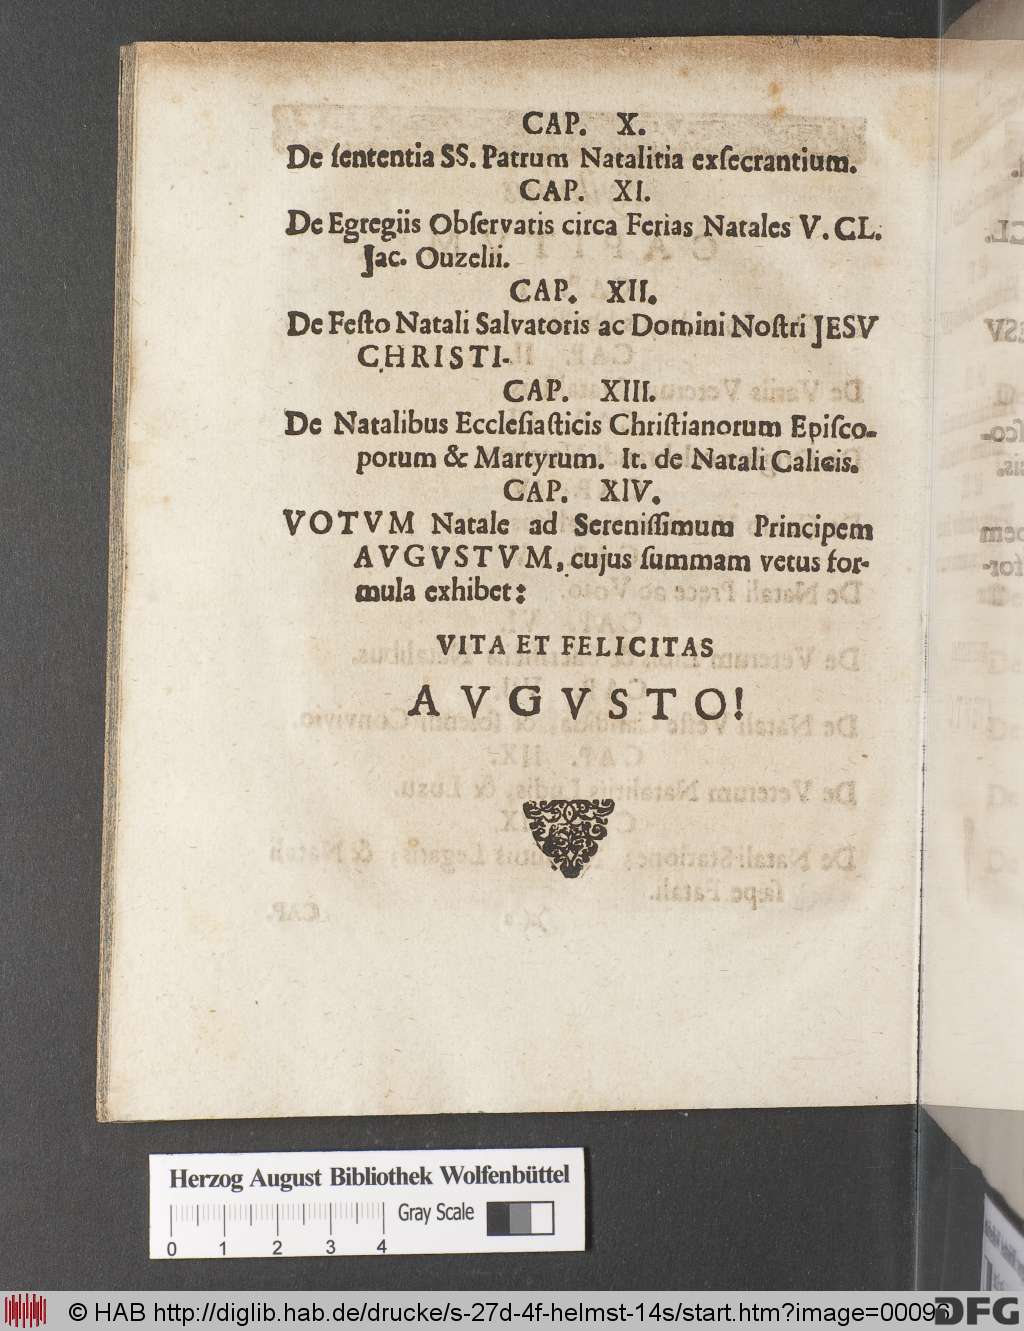 CAP. X.
De ſententia SS. Patrum Natalitia exſecrantium.
CAP. XI.
De Egregiis Obſervatis circa Ferias Natales V. CL.
Jac. Ouzelii.
CAP. XII.
De Feſto Natali Salvatoris ac Domini Noſtri JESV
CHRISTI.
CAP. XIII.
De Natalibus Eccleſiaſticis Chriſtianorum Epiſco-
porum & Martyrum. It. de Natali Calicis.
CAP. XIV.
VOTVM Natale ad Sereniſſimum Principem
AVGVSTVM, cujus ſummam vetus for-
mula exhibet:
VITA ET FELICITAS
AVGVSTO!
Herzog August Bibliothek Wolfenbüttel
Gray Scale
0 1 2 3 4
© HAB http://diglib.hab.de/drucke/s-27d-4f-helmst-14s/start.htm?image=00096
DFG